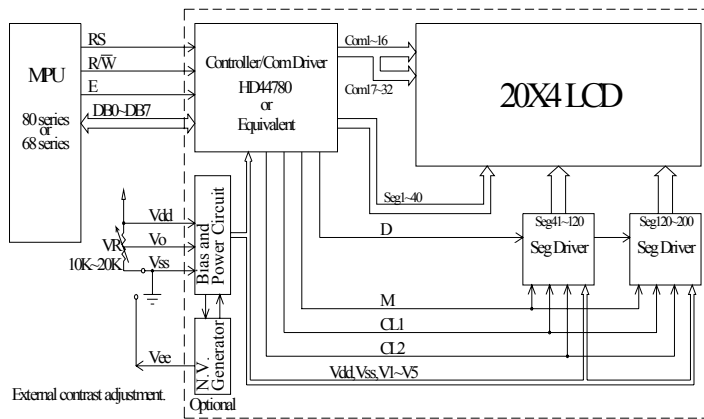 MPU
80 series
or
68 series
RS
R/W̅
E
DB0~DB7
Controller/Com Driver
HD44780
or
Equivalent
Com1~16
Com17~32
20X4 LCD
Seg1~40
Vdd
Vo
Vss
VR
10K~20K
Bias and
Power Circuit
D
Seg41~120
Seg Driver
Seg120~200
Seg Driver
M
CL1
CL2
Vdd,Vss,V1~V5
Vee
N.V.
Generator
Optional
External contrast adjustment.